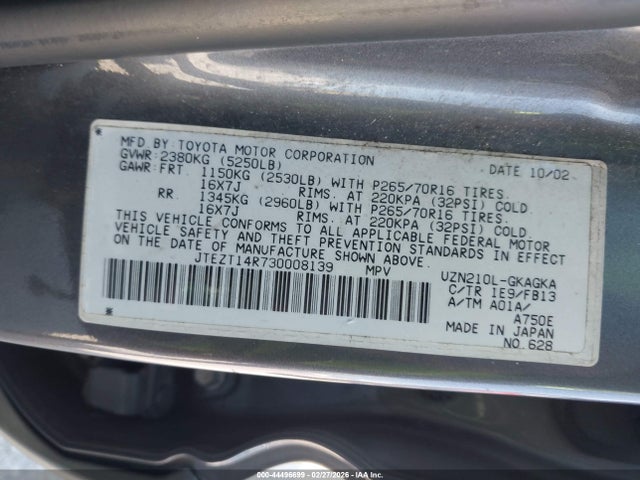 MFD BY: TOYOTA MOTOR CORPORATION DATE 10/02
GVWR: 2380KG (5250LB)
GAWR: FRT. 1150KG (2530LB) WITH P265/70R16 TIRES.
16X7J RIMS. AT 220KPA (32PSI) COLD
RR. 1345KG (2960LB) WITH P265/70R16 TIRES.
16X7J RIMS. AT 220KPA (32PSI) COLD
THIS VEHICLE CONFORMS TO ALL APPLICABLE FEDERAL MOTOR
VEHICLE SAFETY AND THEFT PREVENTION STANDARDS IN EFFECT
ON THE DATE OF MANUFACTURE SHOWN ABOVE.
JTEZT14R730008139 MPV UZN210L-GKAGKA
C/TR 1E9/FB13
A/TM A01A/
A750E
MADE IN JAPAN
NO. 628
000-44496699 - 02/27/2026 - Copart - IAA